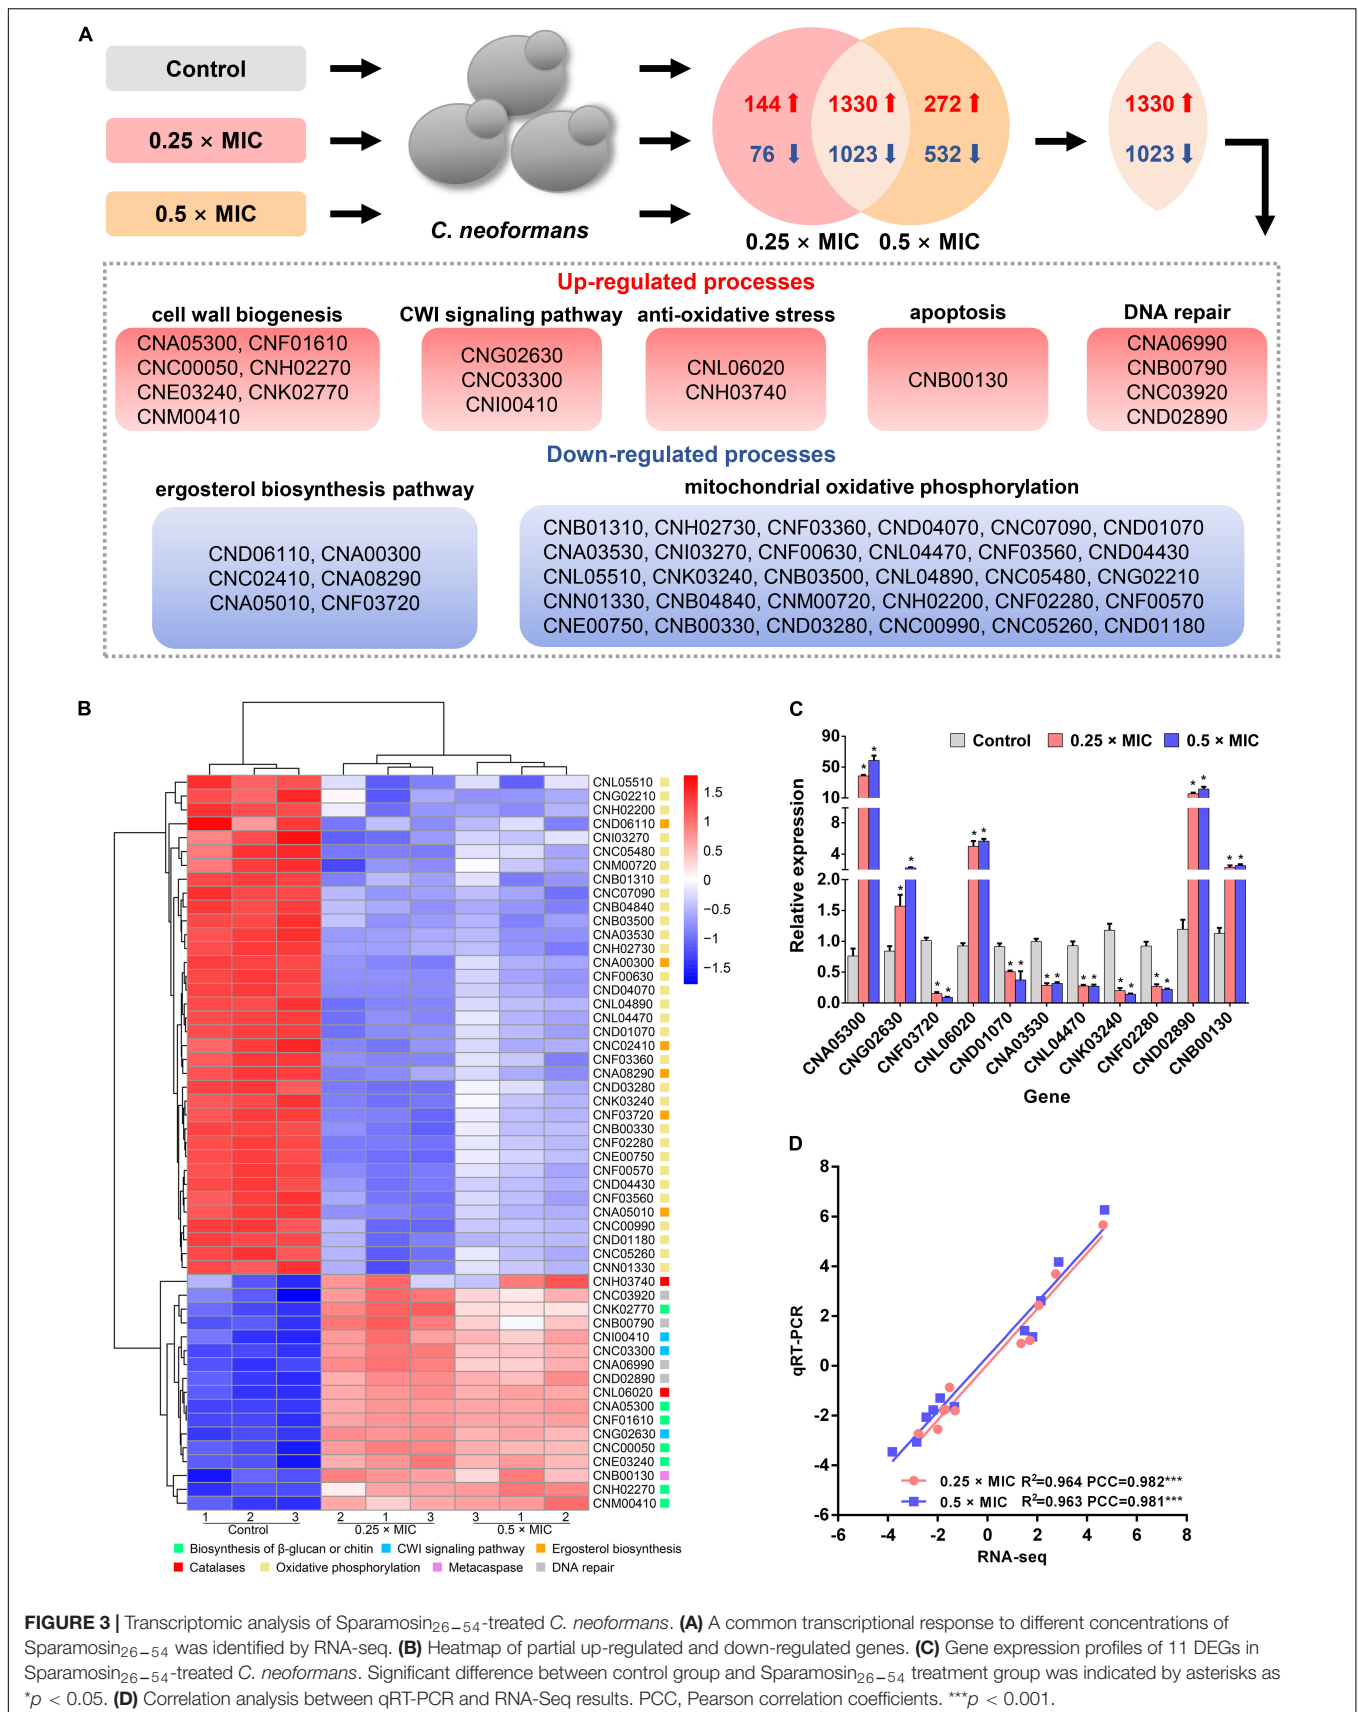 A
Control
0.25 × MIC
0.5 × MIC
C. neoformans
144 1330 272
76 1023 532
0.25 × MIC 0.5 × MIC
1330
1023
Up-regulated processes
cell wall biogenesis
CNA05300, CNF01610
CNC00050, CNH02270
CNE03240, CNK02770
CNM00410
CWI signaling pathway
CNG02630
CNC03300
CNI00410
anti-oxidative stress
CNL06020
CNH03740
apoptosis
CNB00130
DNA repair
CNA06990
CNB00790
CNC03920
CND02890
Down-regulated processes
ergosterol biosynthesis pathway
CND06110, CNA00300
CNC02410, CNA08290
CNA05010, CNF03720
mitochondrial oxidative phosphorylation
CNB01310, CNH02730, CNF03360, CND04070, CNC07090, CND01070
CNA03530, CNI03270, CNF00630, CNL04470, CNF03560, CND04430
CNL05510, CNK03240, CNB03500, CNL04890, CNC05480, CNG02210
CNN01330, CNB04840, CNM00720, CNH02200, CNF02280, CNF00570
CNE00750, CNB00330, CND03280, CNC00990, CNC05260, CND01180
B
CNL05510
CNG02210
CNH02200
CND06110
CNI03270
CNC05480
CNM00720
CNB01310
CNC07090
CNB04840
CNB03500
CNA03530
CNH02730
CNA00300
CNF00630
CND04070
CNL04890
CNL04470
CND01070
CNC02410
CNF03360
CNA08290
CND03280
CNK03240
CNF03720
CNB00330
CNF02280
CNE00750
CNF00570
CND04430
CNF03560
CNA05010
CNC00990
CND01180
CNC05260
CNN01330
CNH03740
CNC03920
CNK02770
CNB00790
CNI00410
CNC03300
CNA06990
CND02890
CNL06020
CNA05300
CNF01610
CNG02630
CNC00050
CNE03240
CNB00130
CNH02270
CNM00410
1.5
1
0.5
0
−0.5
−1
−1.5
1 2 3 2 1 3 3 1 2
Control 0.25 × MIC 0.5 × MIC
Biosynthesis of β-glucan or chitin CWI signaling pathway Ergosterol biosynthesis
Catalases Oxidative phosphorylation Metacaspase DNA repair
C
Control 0.25 × MIC 0.5 × MIC
Relative expression
90
50
10
8
4
2.0
1.5
1.0
0.5
0.0
* * * * * * * * * * * * * * * * * * * * * *
CNA05300
CNG02630
CNF03720
CNL06020
CND01070
CNA03530
CNL04470
CNK03240
CNF02280
CND02890
CNB00130
Gene
D
qRT-PCR
8
6
4
2
0
-2
-4
-6
0.25 × MIC R²=0.964 PCC=0.982***
0.5 × MIC R²=0.963 PCC=0.981***
-6 -4 -2 0 2 4 6 8
RNA-seq
FIGURE 3 | Transcriptomic analysis of Sparamosin26−54-treated C. neoformans. (A) A common transcriptional response to different concentrations of
Sparamosin26−54 was identified by RNA-seq. (B) Heatmap of partial up-regulated and down-regulated genes. (C) Gene expression profiles of 11 DEGs in
Sparamosin26−54-treated C. neoformans. Significant difference between control group and Sparamosin26−54 treatment group was indicated by asterisks as
*p < 0.05. (D) Correlation analysis between qRT-PCR and RNA-Seq results. PCC, Pearson correlation coefficients. ***p < 0.001.